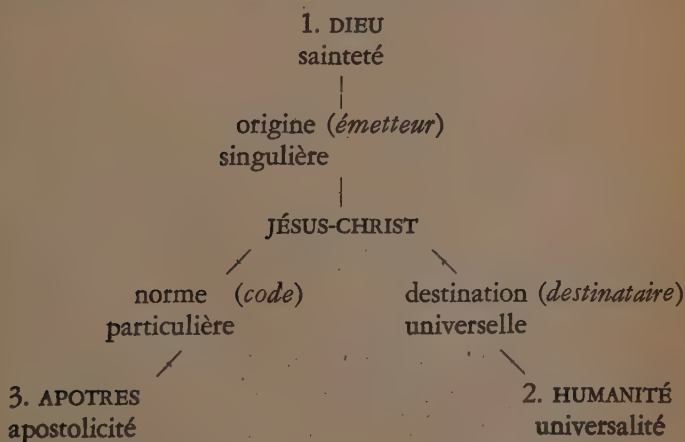 1. DIEU
sainteté
origine (émetteur)
singulière
JÉSUS-CHRIST
norme (code)
particulière
destination (destinataire)
universelle
3. APOTRES
apostolicité
2. HUMANITÉ
universalité